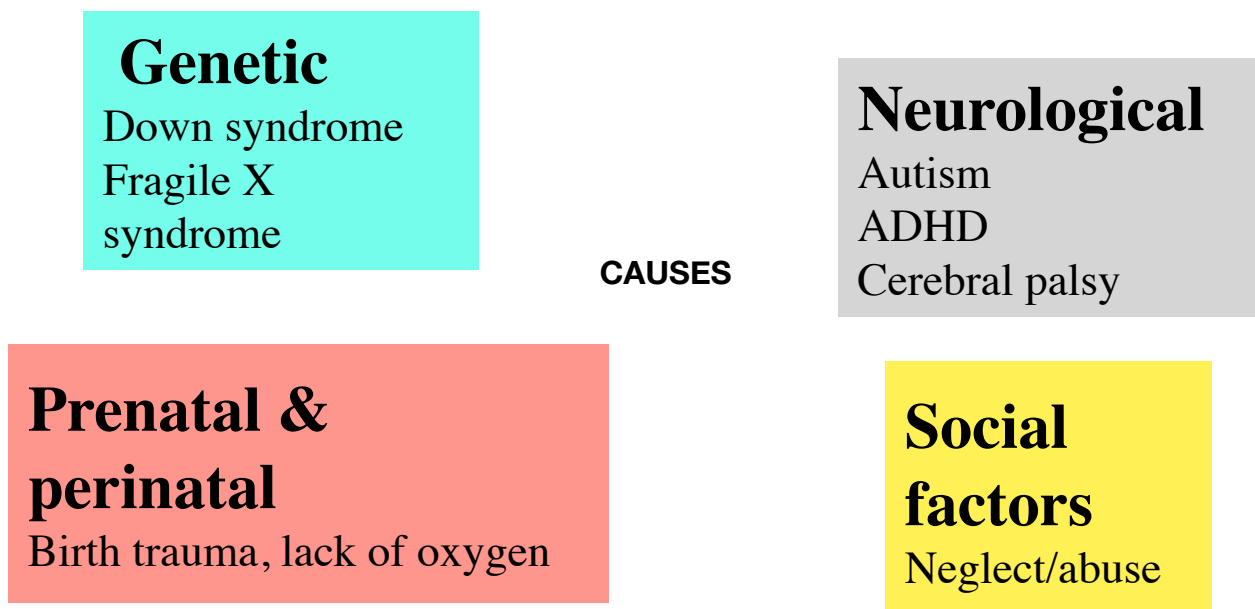 Genetic
Down syndrome
Fragile X
syndrome
Neurological
Autism
ADHD
Cerebral palsy
CAUSES
Prenatal &
perinatal
Birth trauma, lack of oxygen
Social
factors
Neglect/abuse